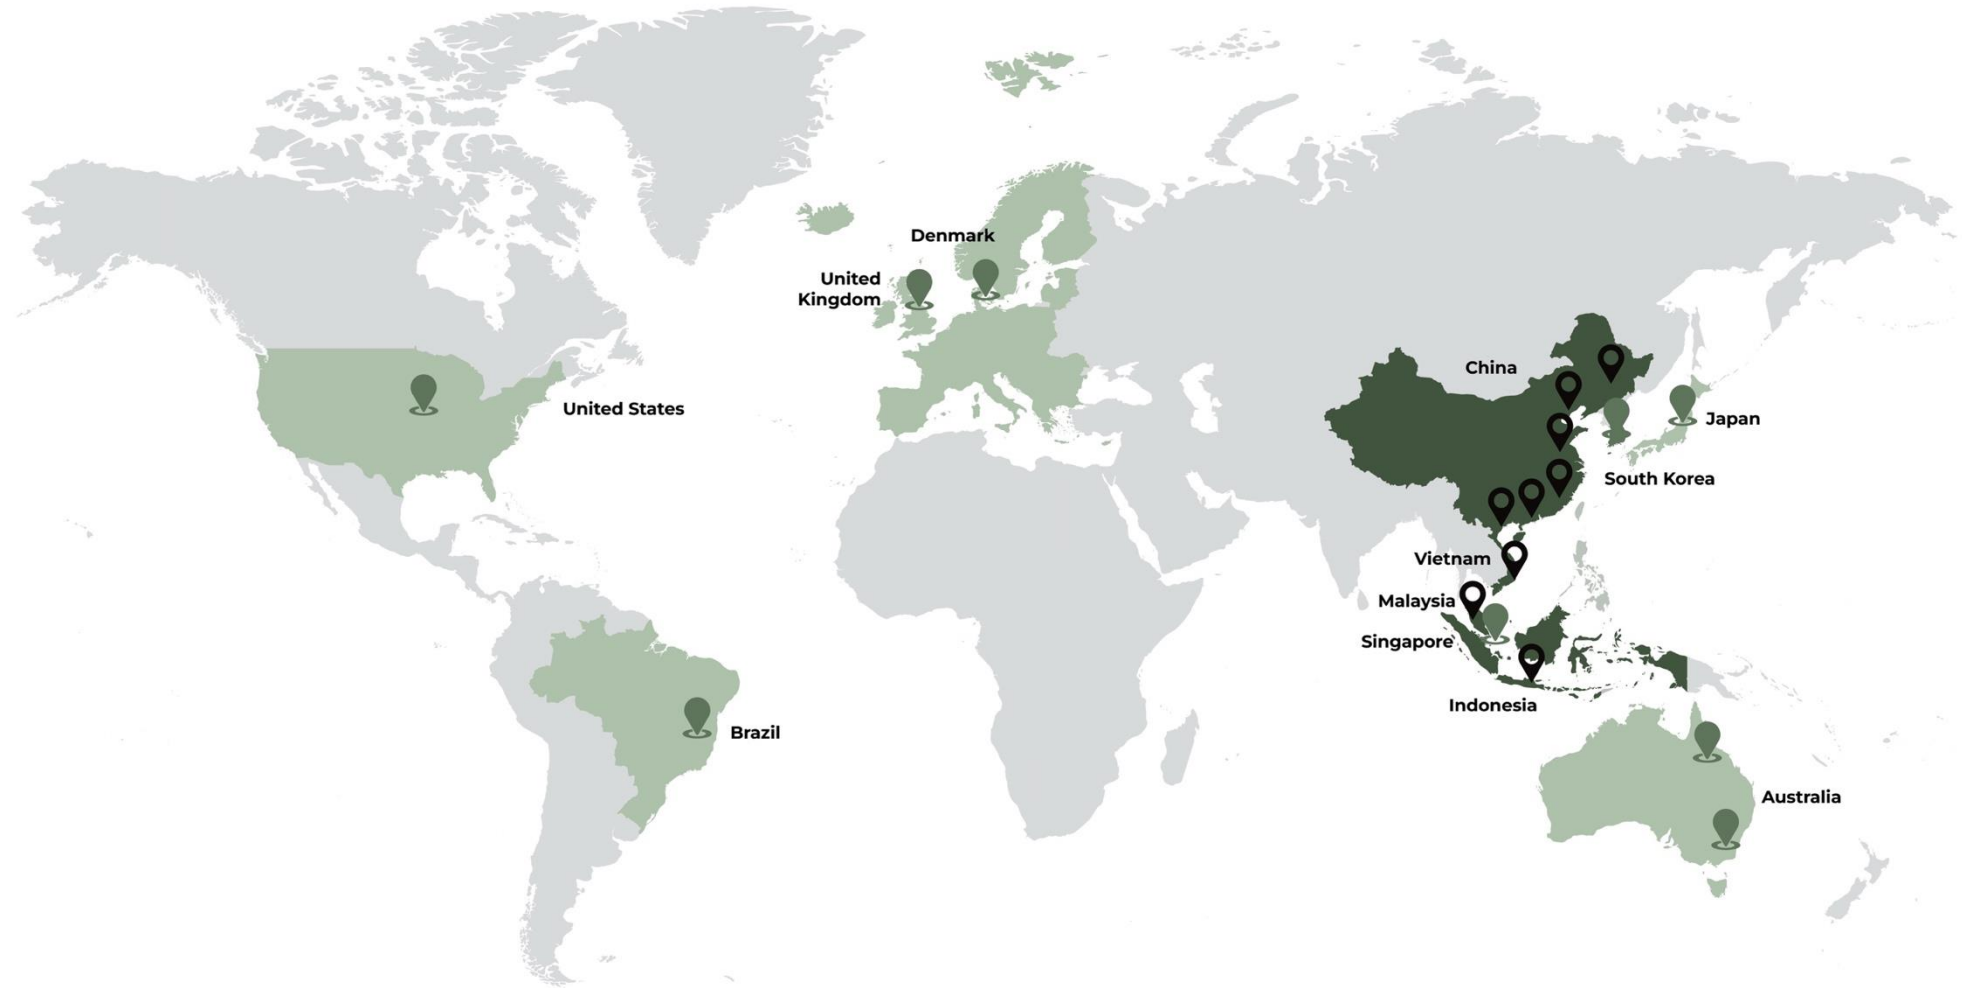 Denmark
United
Kingdom
China
United States
Japan
South Korea
Vietnam
Malaysia
Singapore
Indonesia
Brazil
Australia